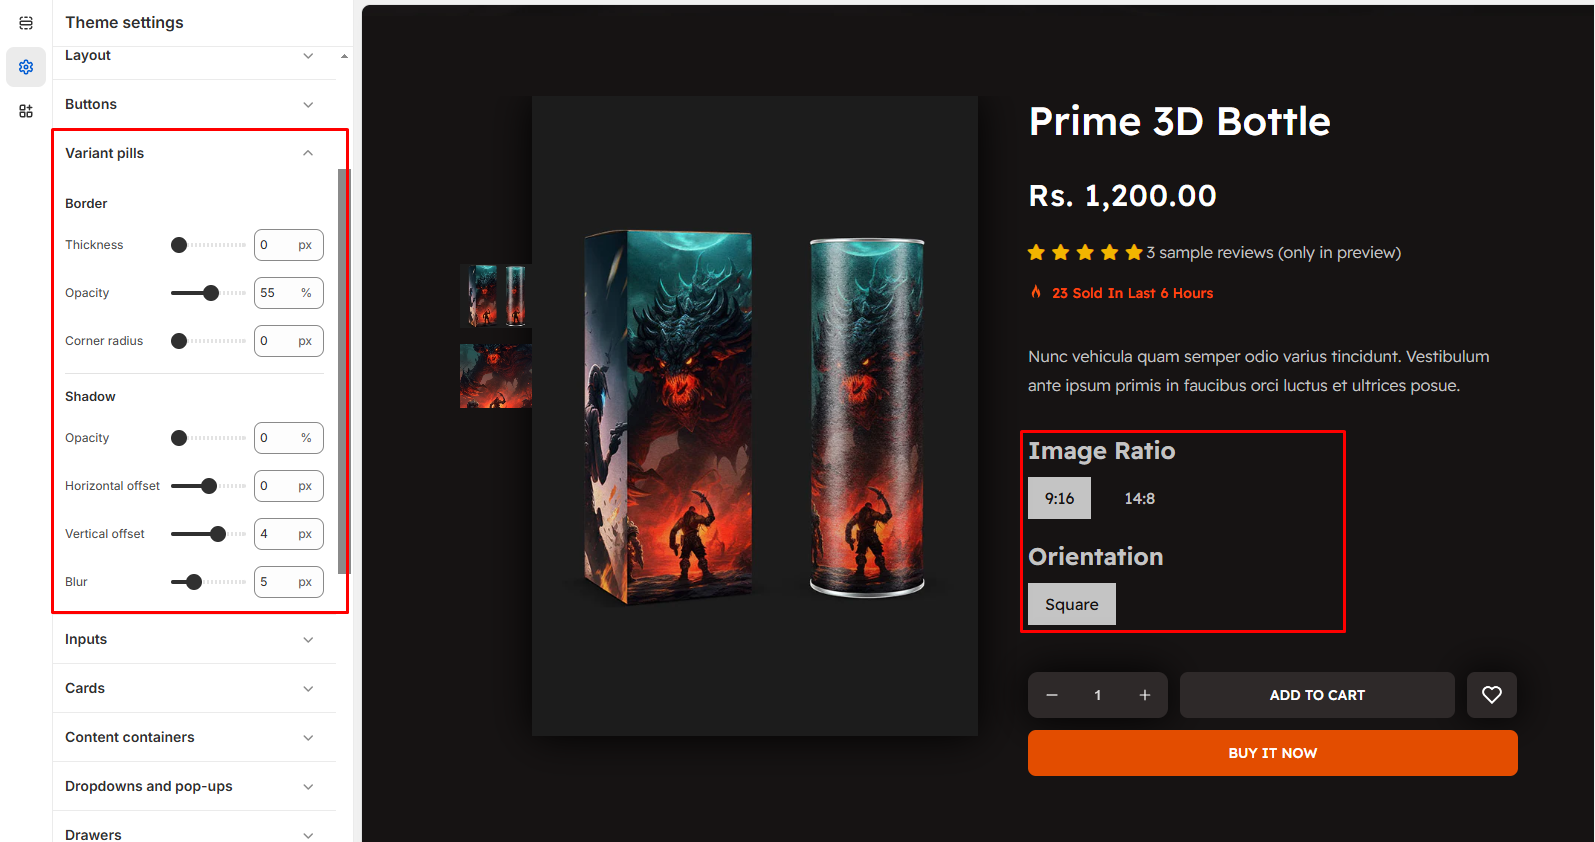 Theme settings
Layout
Buttons
Variant pills
Border
Thickness 0 px
Opacity 55 %
Corner radius 0 px
Shadow
Opacity 0 %
Horizontal offset 0 px
Vertical offset 4 px
Blur 5 px
Inputs
Cards
Content containers
Dropdowns and pop-ups
Drawers
Prime 3D Bottle
Rs. 1,200.00
3 sample reviews (only in preview)
23 Sold In Last 6 Hours
Nunc vehicula quam semper odio varius tincidunt. Vestibulum
ante ipsum primis in faucibus orci luctus et ultrices posue.
Image Ratio
9:16 14:8
Orientation
Square
1 ADD TO CART
BUY IT NOW